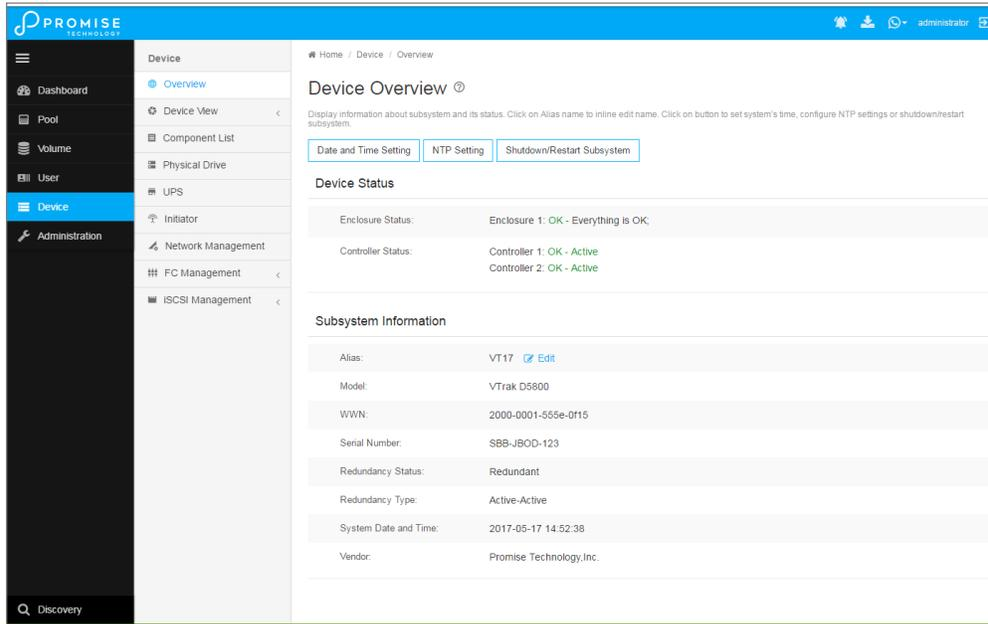 PROMISE
TECHNOLOGY
administrator
Dashboard
Pool
Volume
User
Device
Administration
Discovery
Device
Overview
Device View
Component List
Physical Drive
UPS
Initiator
Network Management
FC Management
iSCSI Management
Home / Device / Overview
Device Overview
Display information about subsystem and its status. Click on Alias name to inline edit name. Click on button to set system's time, configure NTP settings or shutdown/restart
subsystem.
Date and Time Setting NTP Setting Shutdown/Restart Subsystem
Device Status
Enclosure Status: Enclosure 1: OK - Everything is OK;
Controller Status: Controller 1: OK - Active
Controller 2: OK - Active
Subsystem Information
Alias: VT17 Edit
Model: VTrak D5800
WWN: 2000-0001-555e-0f15
Serial Number: SBB-JBOD-123
Redundancy Status: Redundant
Redundancy Type: Active-Active
System Date and Time: 2017-05-17 14:52:38
Vendor: Promise Technology,Inc.